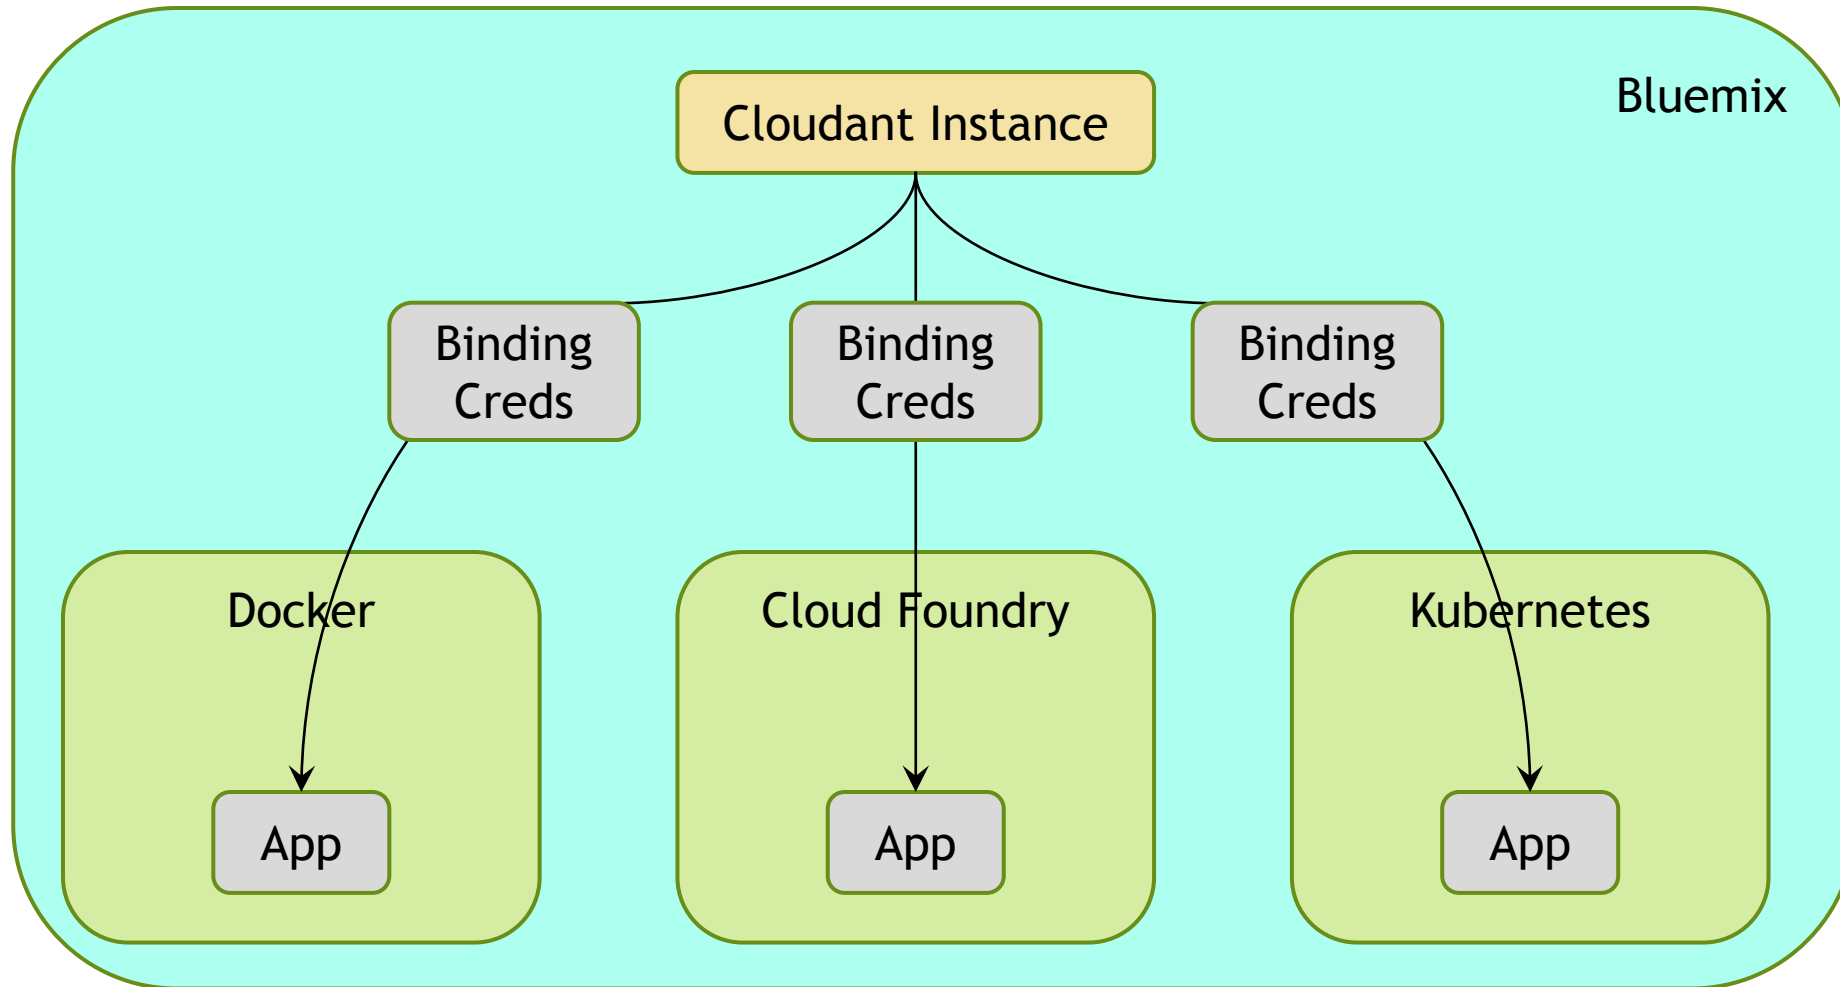 Bluemix
Cloudant Instance
Binding
Creds
Binding
Creds
Binding
Creds
Docker
Cloud Foundry
Kubernetes
App
App
App